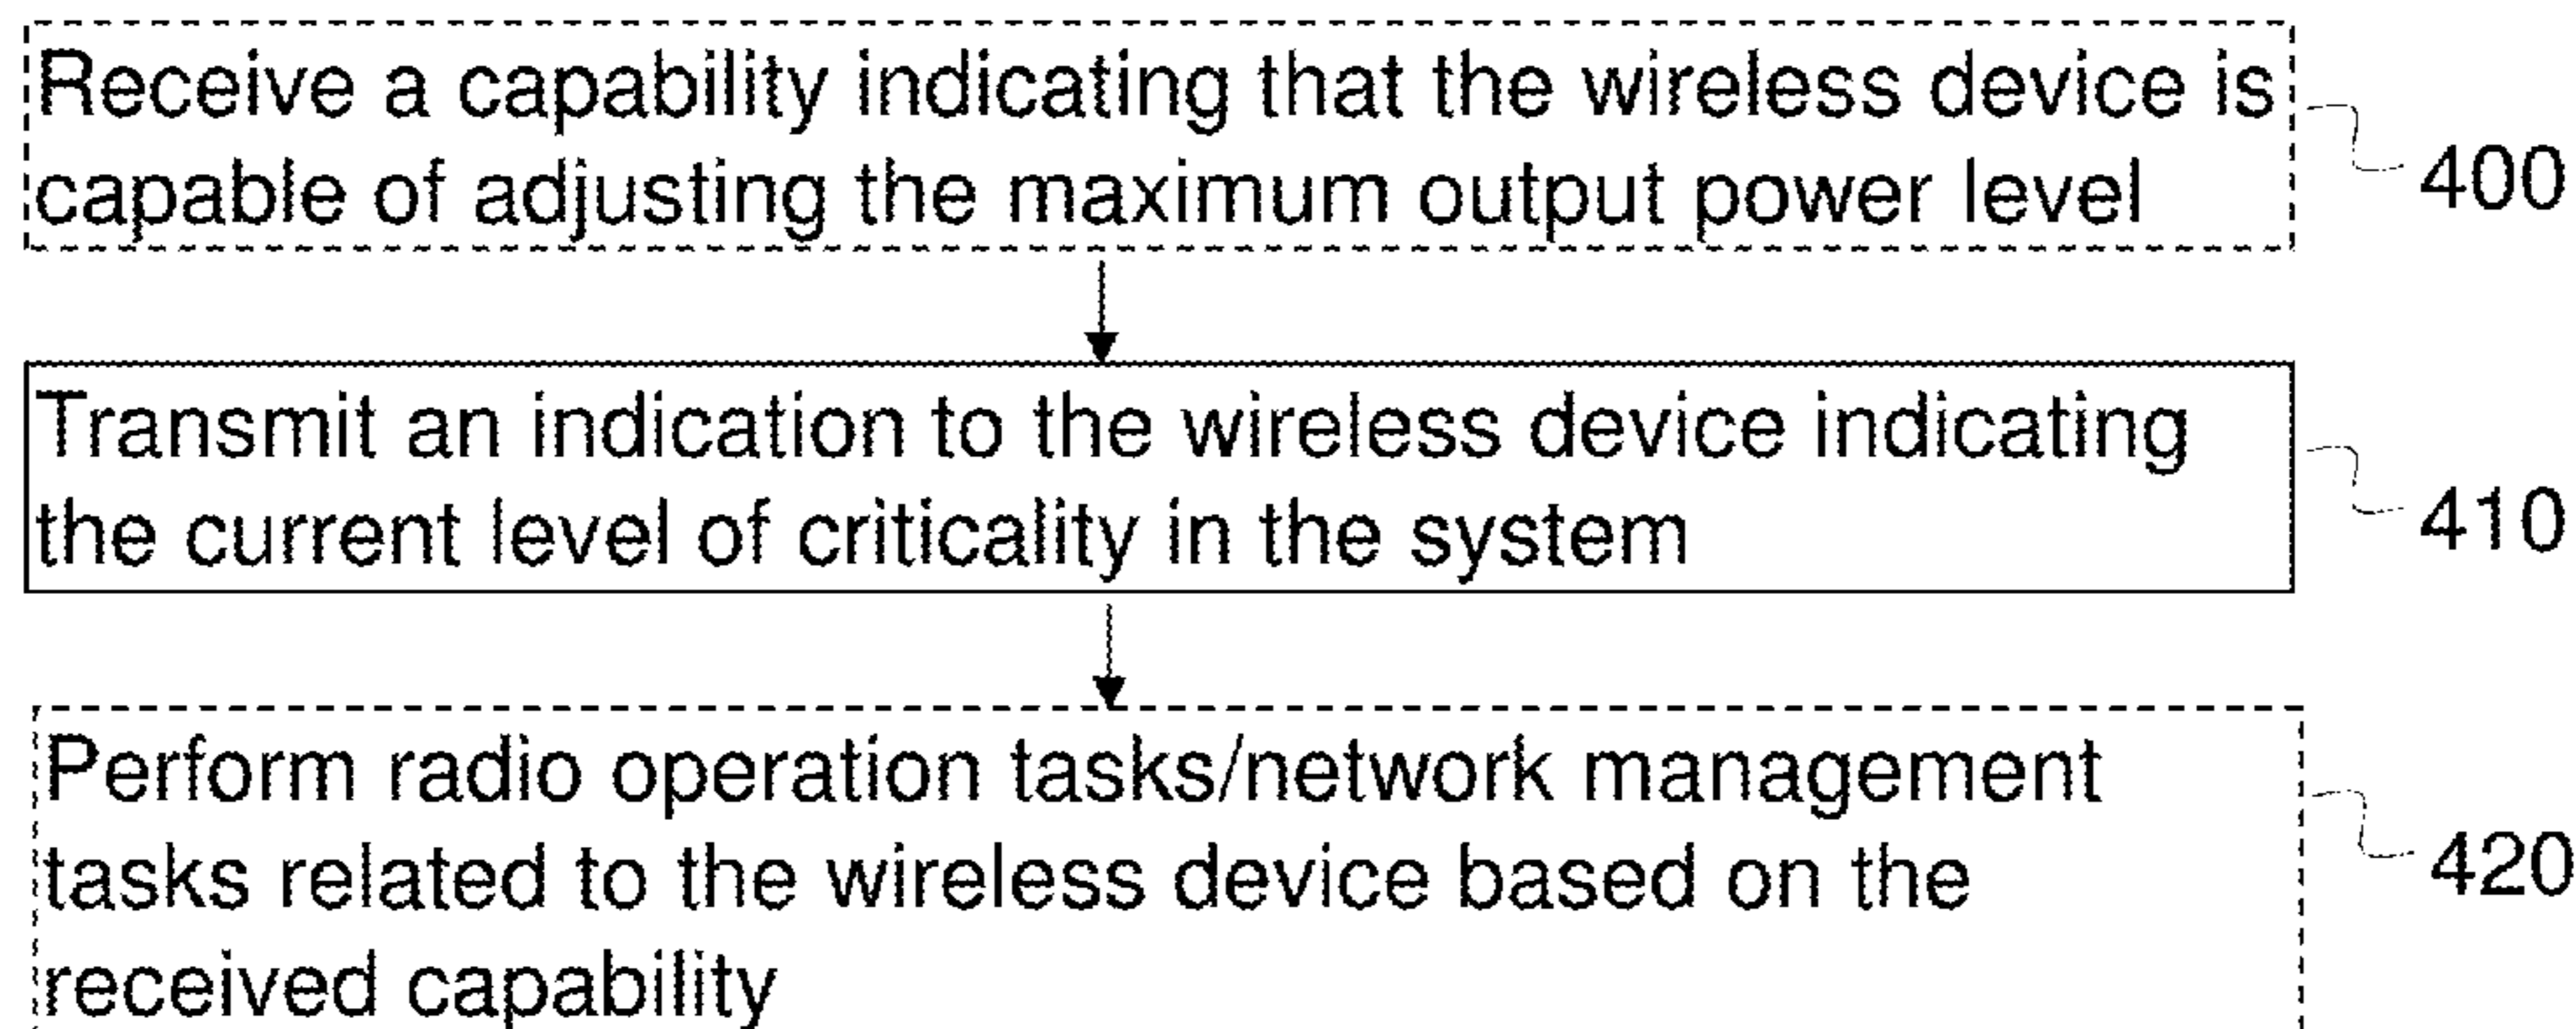 Receive a capability indicating that the wireless device is
capable of adjusting the maximum output power level
400
Transmit an indication to the wireless device indicating
the current level of criticality in the system
410
Perform radio operation tasks/network management
tasks related to the wireless device based on the
received capability
420